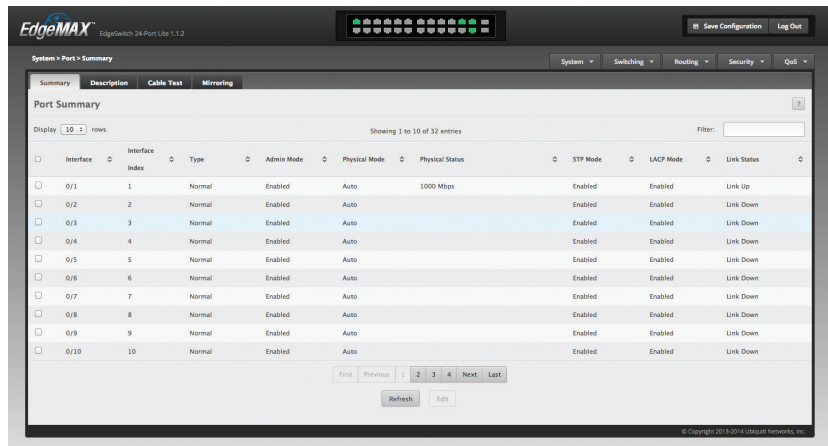 EdgeMAX™ EdgeSwitch 24-Port Lite 1.1.2
Save Configuration Log Out
System > Port > Summary
System Switching Routing Security QoS
Summary Description Cable Test Mirroring
Port Summary ?
Display 10 rows Showing 1 to 10 of 32 entries Filter:
Interface Interface Index Type Admin Mode Physical Mode Physical Status STP Mode LACP Mode Link Status
0/1 1 Normal Enabled Auto 1000 Mbps Enabled Enabled Link Up
0/2 2 Normal Enabled Auto Enabled Enabled Link Down
0/3 3 Normal Enabled Auto Enabled Enabled Link Down
0/4 4 Normal Enabled Auto Enabled Enabled Link Down
0/5 5 Normal Enabled Auto Enabled Enabled Link Down
0/6 6 Normal Enabled Auto Enabled Enabled Link Down
0/7 7 Normal Enabled Auto Enabled Enabled Link Down
0/8 8 Normal Enabled Auto Enabled Enabled Link Down
0/9 9 Normal Enabled Auto Enabled Enabled Link Down
0/10 10 Normal Enabled Auto Enabled Enabled Link Down
First Previous 1 2 3 4 Next Last
Refresh Edit
© Copyright 2013-2014 Ubiquiti Networks, Inc.